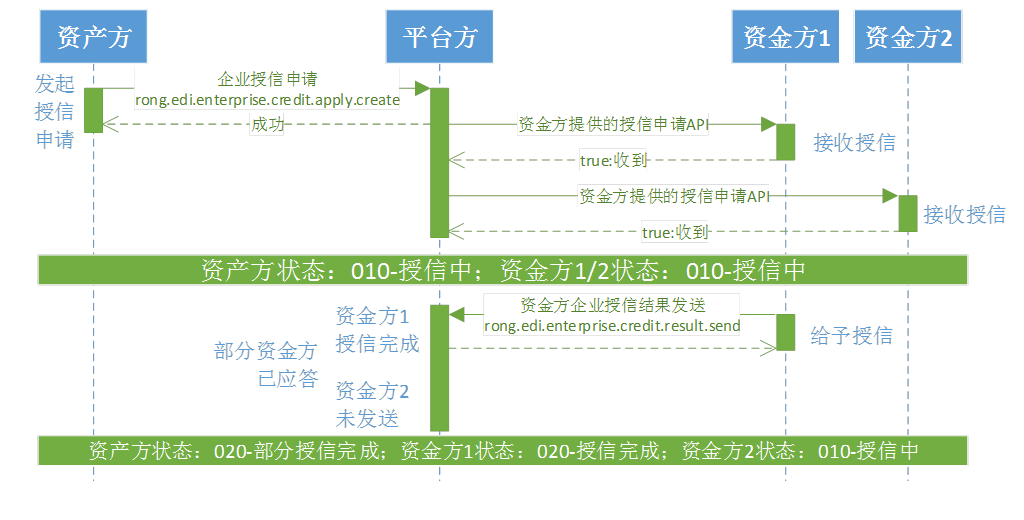 资产方
平台方
资金方1
资金方2
发起
授信
申请
企业授信申请
rong.edi.enterprise.credit.apply.create
成功
资金方提供的授信申请API
接收授信
true:收到
资金方提供的授信申请API
接收授信
true:收到
资产方状态：010-授信中；资金方1/2状态：010-授信中
资金方企业授信结果发送
rong.edi.enterprise.credit.result.send
资金方1
授信完成
给予授信
部分资金方
已应答
资金方2
未发送
资产方状态：020-部分授信完成；资金方1状态：020-授信完成；资金方2状态：010-授信中